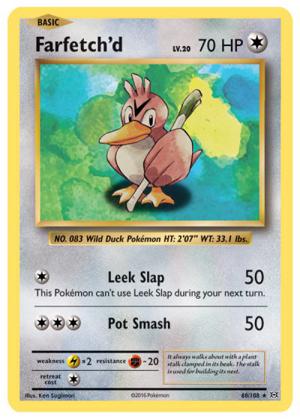 BASIC
Farfetch'd LV.20 70 HP
NO. 083 Wild Duck Pokémon HT: 2'07" WT: 33.1 lbs.
Leek Slap 50
This Pokémon can't use Leek Slap during your next turn.
Pot Smash 50
weakness ×2 resistance -20
retreat cost
It always walks about with a plant
stalk clamped in its beak. The stalk
is used for building its nest.
Illus. Ken Sugimori ©2016 Pokémon 68/108 ★